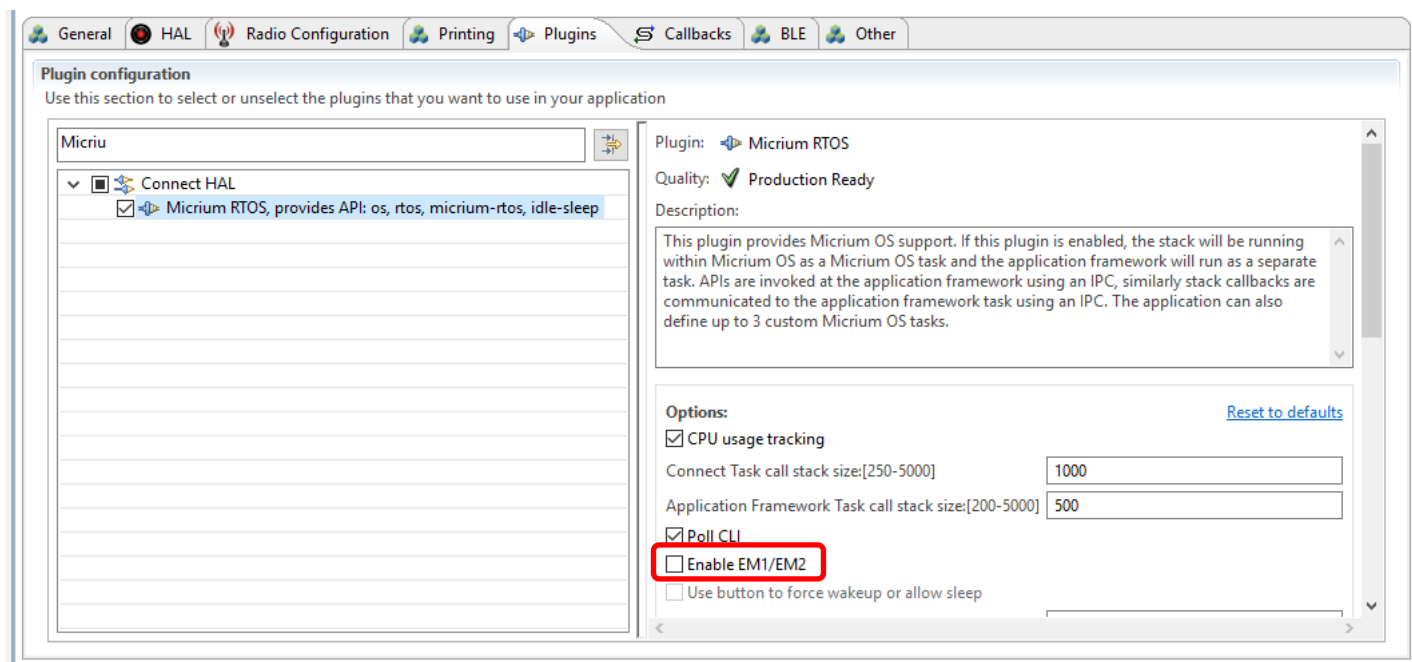 General HAL Radio Configuration Printing Plugins Callbacks BLE Other
Plugin configuration
Use this section to select or unselect the plugins that you want to use in your application
Micriu
Connect HAL
Micrium RTOS, provides API: os, rtos, micrium-rtos, idle-sleep
Plugin: Micrium RTOS
Quality: Production Ready
Description:
This plugin provides Micrium OS support. If this plugin is enabled, the stack will be running
within Micrium OS as a Micrium OS task and the application framework will run as a separate
task. APIs are invoked at the application framework using an IPC, similarly stack callbacks are
communicated to the application framework task using an IPC. The application can also
define up to 3 custom Micrium OS tasks.
Options: Reset to defaults
CPU usage tracking
Connect Task call stack size:[250-5000] 1000
Application Framework Task call stack size:[200-5000] 500
Poll CLI
Enable EM1/EM2
Use button to force wakeup or allow sleep